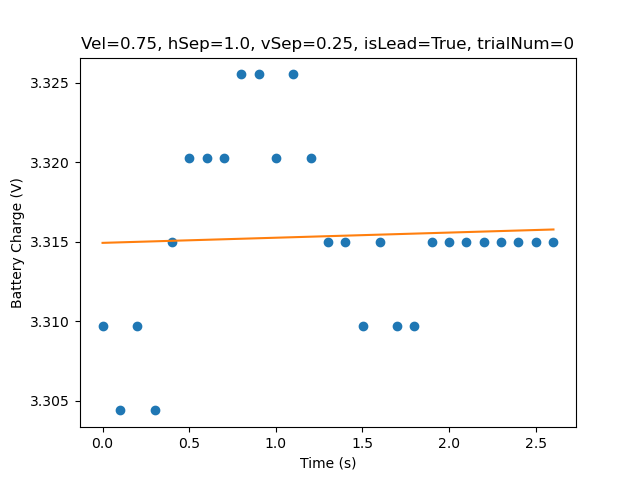 Vel=0.75, hSep=1.0, vSep=0.25, isLead=True, trialNum=0
3.325
3.320
3.315
3.310
3.305
Battery Charge (V)
0.0 0.5 1.0 1.5 2.0 2.5
Time (s)